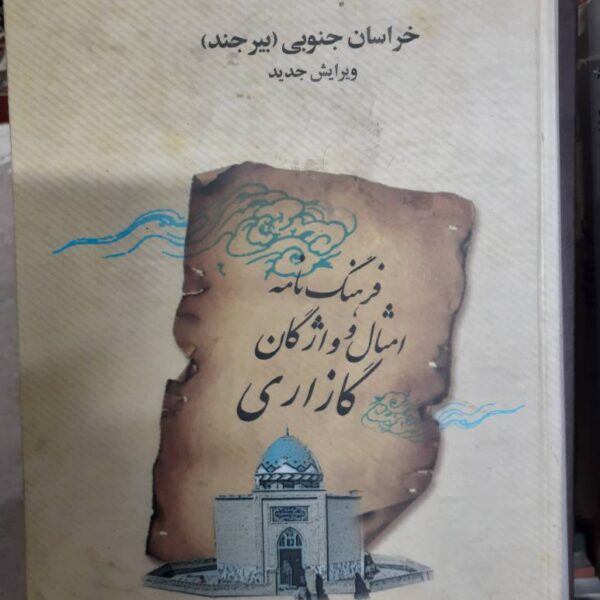 خراسان جنوبی (بیرجند)
ویرایش جدید
فرهنگ نامه
امثال و واژگان
گازاری